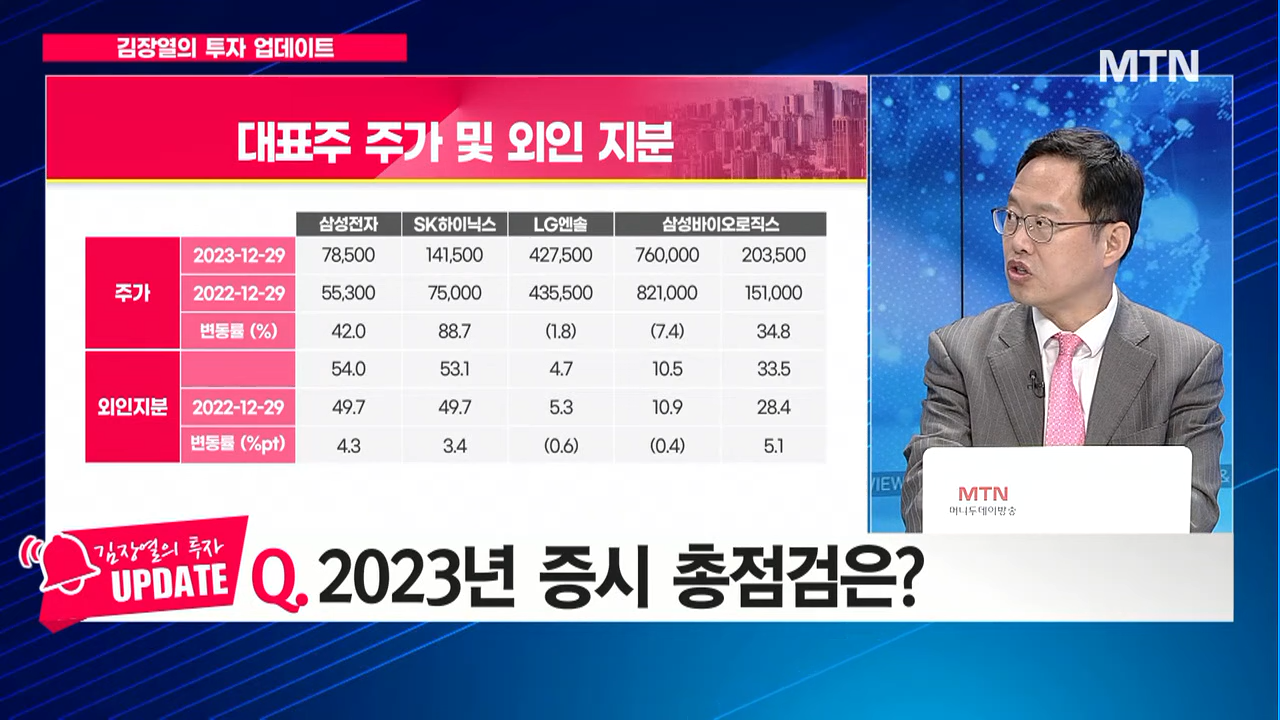 김장열의 투자 업데이트
MTN
대표주 주가 및 외인 지분
삼성전자 SK하이닉스 LG엔솔 삼성바이오로직스
주가 2023-12-29 78,500 141,500 427,500 760,000 203,500
2022-12-29 55,300 75,000 435,500 821,000 151,000
변동률 (%) 42.0 88.7 (1.8) (7.4) 34.8
외인지분 54.0 53.1 4.7 10.5 33.5
2022-12-29 49.7 49.7 5.3 10.9 28.4
변동률 (%pt) 4.3 3.4 (0.6) (0.4) 5.1
VIEW &
MTN
머니투데이방송
김장열의 투자
UPDATE
Q. 2023년 증시 총점검은?